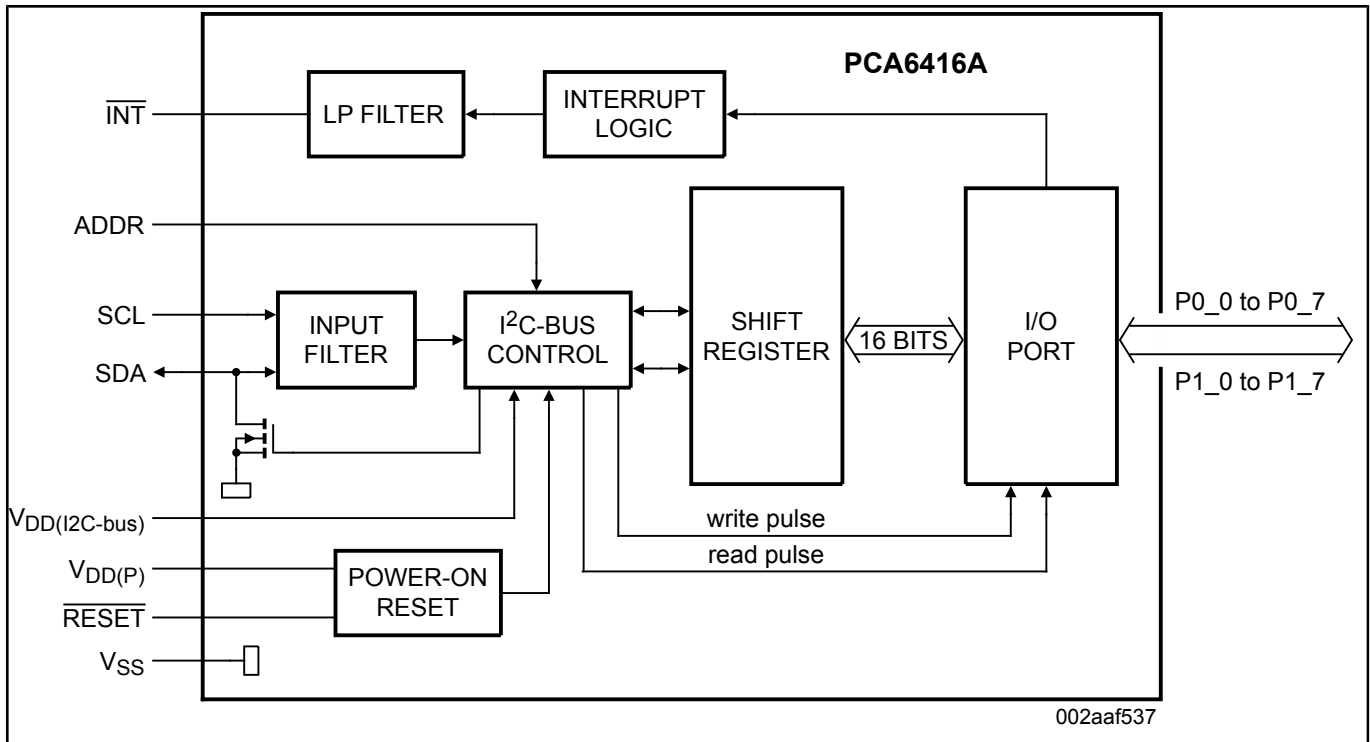 PCA6416A
INT
LP FILTER
INTERRUPT
LOGIC
ADDR
SCL
SDA
INPUT
FILTER
I2C-BUS
CONTROL
SHIFT
REGISTER
16 BITS
I/O
PORT
P0_0 to P0_7
P1_0 to P1_7
VDD(I2C-bus)
write pulse
read pulse
VDD(P)
RESET
POWER-ON
RESET
VSS
002aaf537